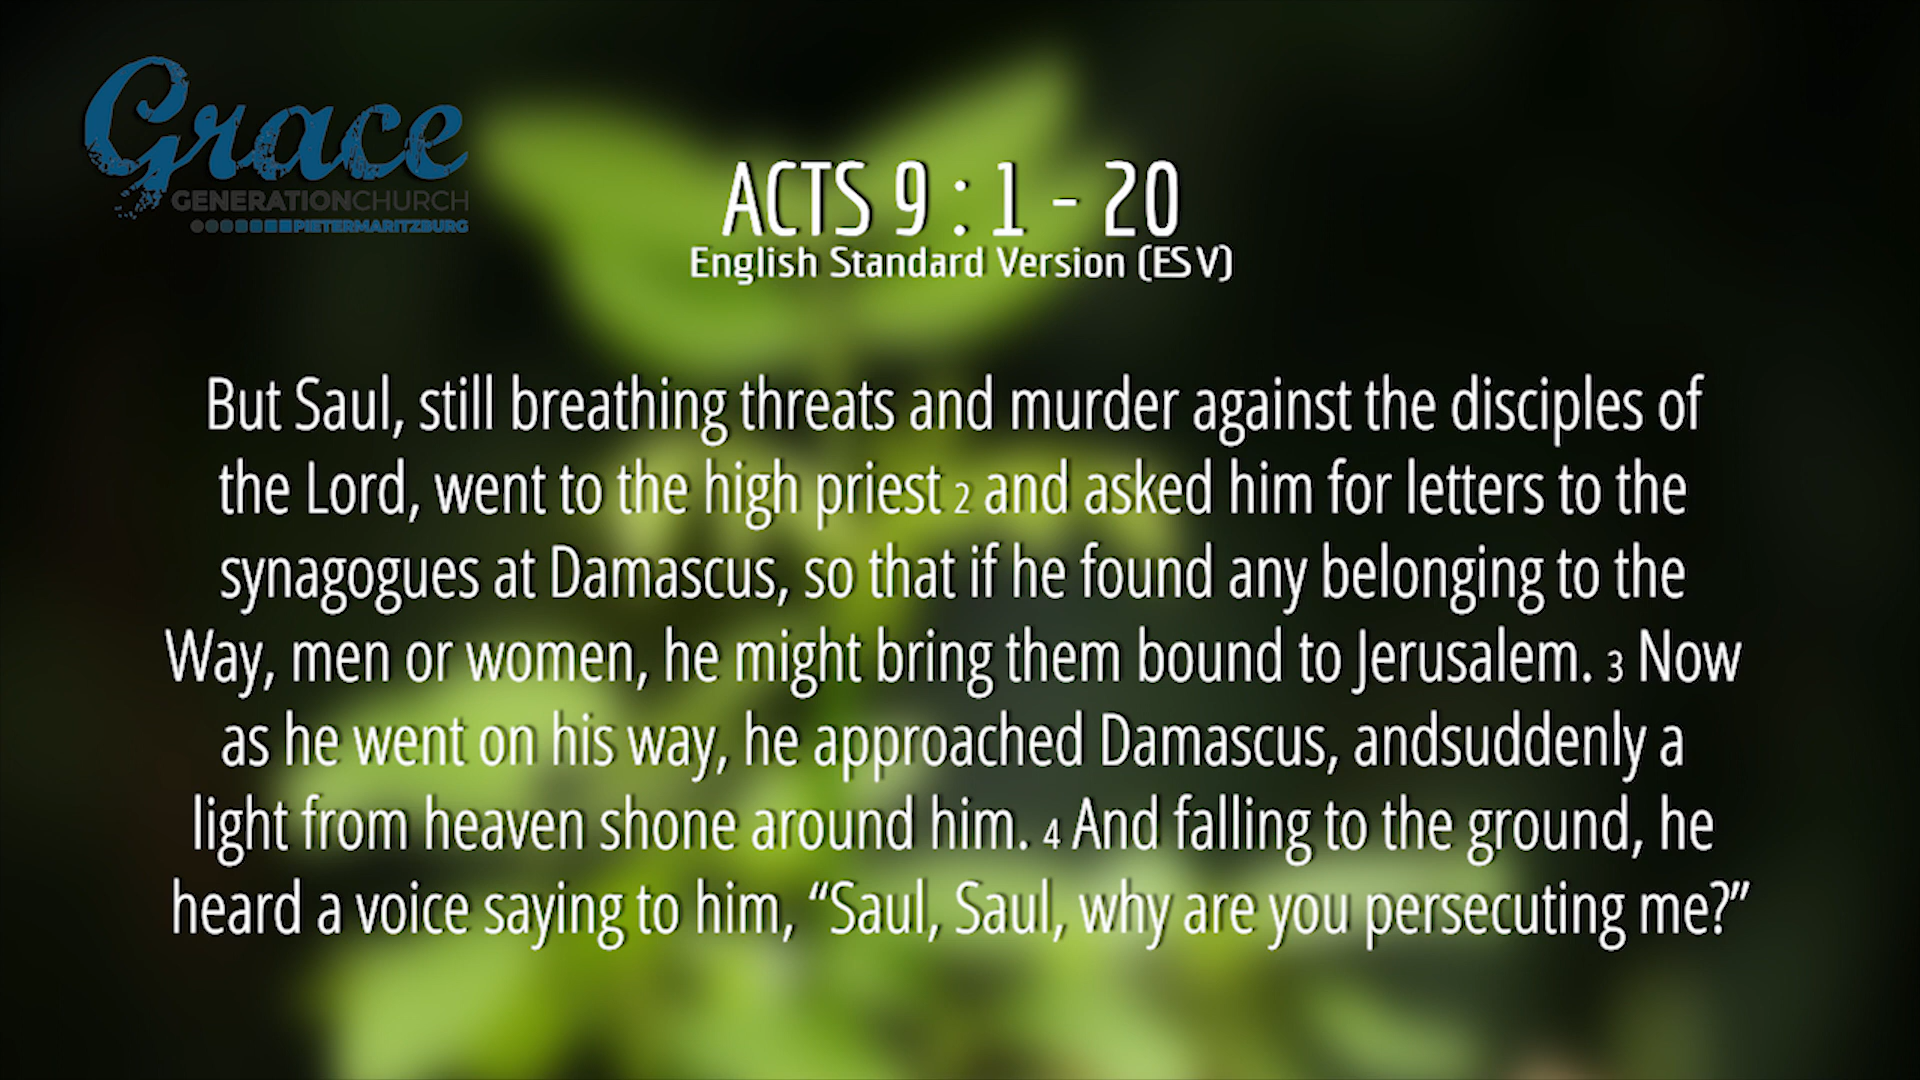 Grace
GENERATIONCHURCH
PIETERMARITZBURG
ACTS 9 : 1 - 20
English Standard Version (ESV)
But Saul, still breathing threats and murder against the disciples of
the Lord, went to the high priest 2 and asked him for letters to the
synagogues at Damascus, so that if he found any belonging to the
Way, men or women, he might bring them bound to Jerusalem. 3 Now
as he went on his way, he approached Damascus, andsuddenly a
light from heaven shone around him. 4 And falling to the ground, he
heard a voice saying to him, “Saul, Saul, why are you persecuting me?”